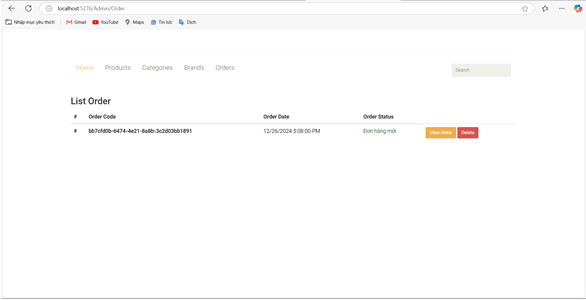 localhost:5276/Admin/Order
Nhập mục yêu thích Gmail YouTube Maps Tin tức Dịch
Home Products Categories Brands Orders Search
List Order
# Order Code Order Date Order Status
# bb7cfd0b-6474-4e21-8a8b-3c2d03bb1891 12/26/2024 5:08:00 PM Đơn hàng mới View Order Delete